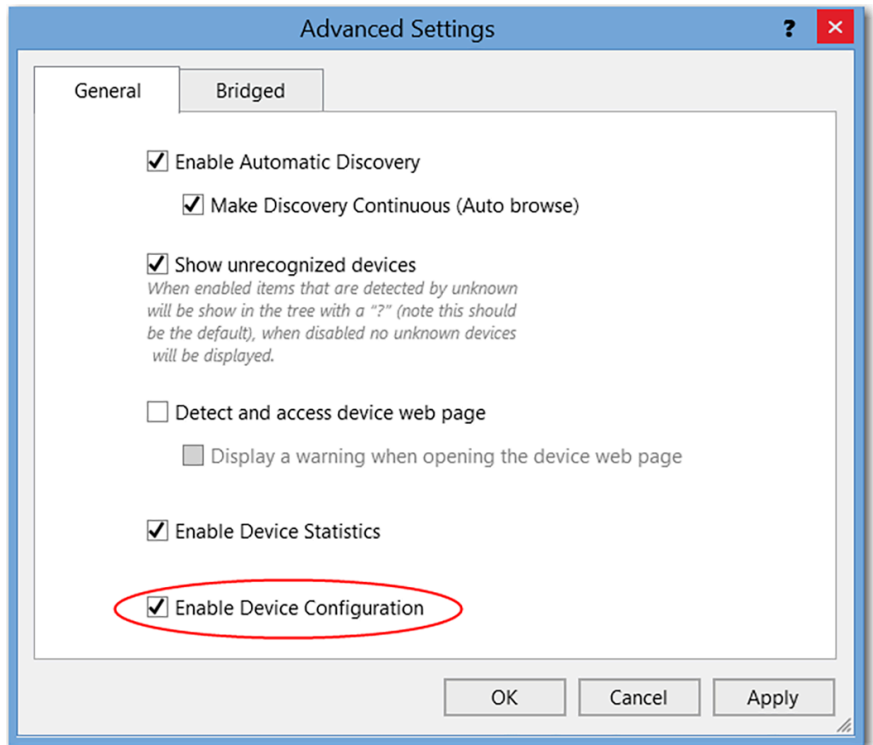 Advanced Settings
?
General
Bridged
Enable Automatic Discovery
Make Discovery Continuous (Auto browse)
Show unrecognized devices
When enabled items that are detected by unknown
will be show in the tree with a "?" (note this should
be the default), when disabled no unknown devices
will be displayed.
Detect and access device web page
Display a warning when opening the device web page
Enable Device Statistics
Enable Device Configuration
OK
Cancel
Apply